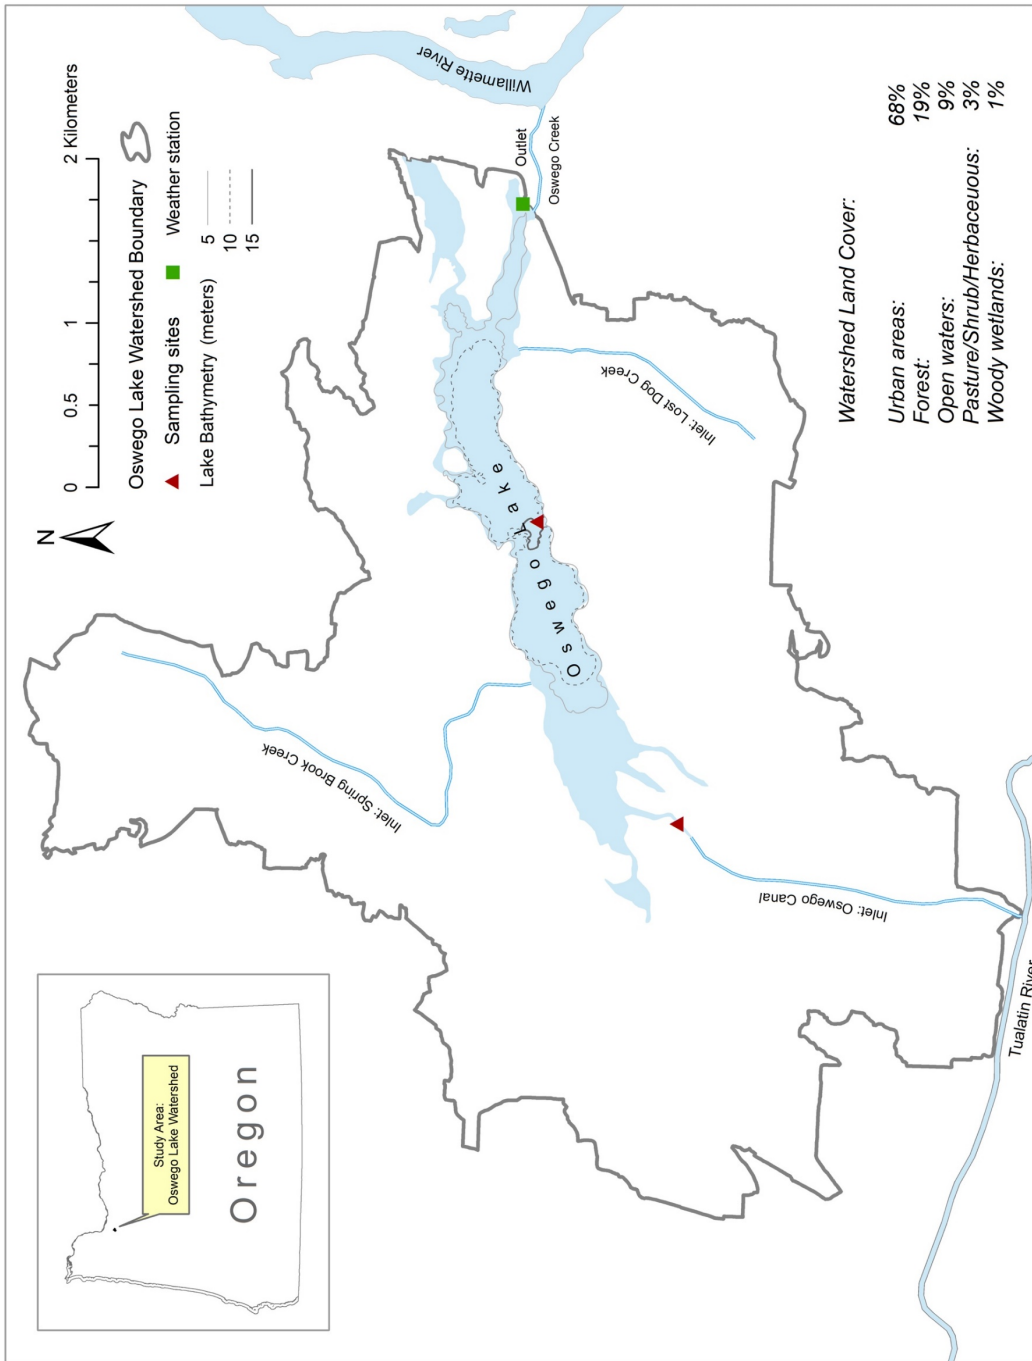 Study Area:
Oswego Lake Watershed
Oregon
N
0 0.5 1 2 Kilometers
Oswego Lake Watershed Boundary
Sampling sites
Weather station
Lake Bathymetry (meters)
5
10
15
Willamette River
Outlet
Oswego Creek
Inlet: Spring Brook Creek
Oswego Lake
Inlet: Lost Dog Creek
Inlet: Oswego Canal
Tualatin River
Watershed Land Cover:
Urban areas: 68%
Forest: 19%
Open waters: 9%
Pasture/Shrub/Herbaceuous: 3%
Woody wetlands: 1%